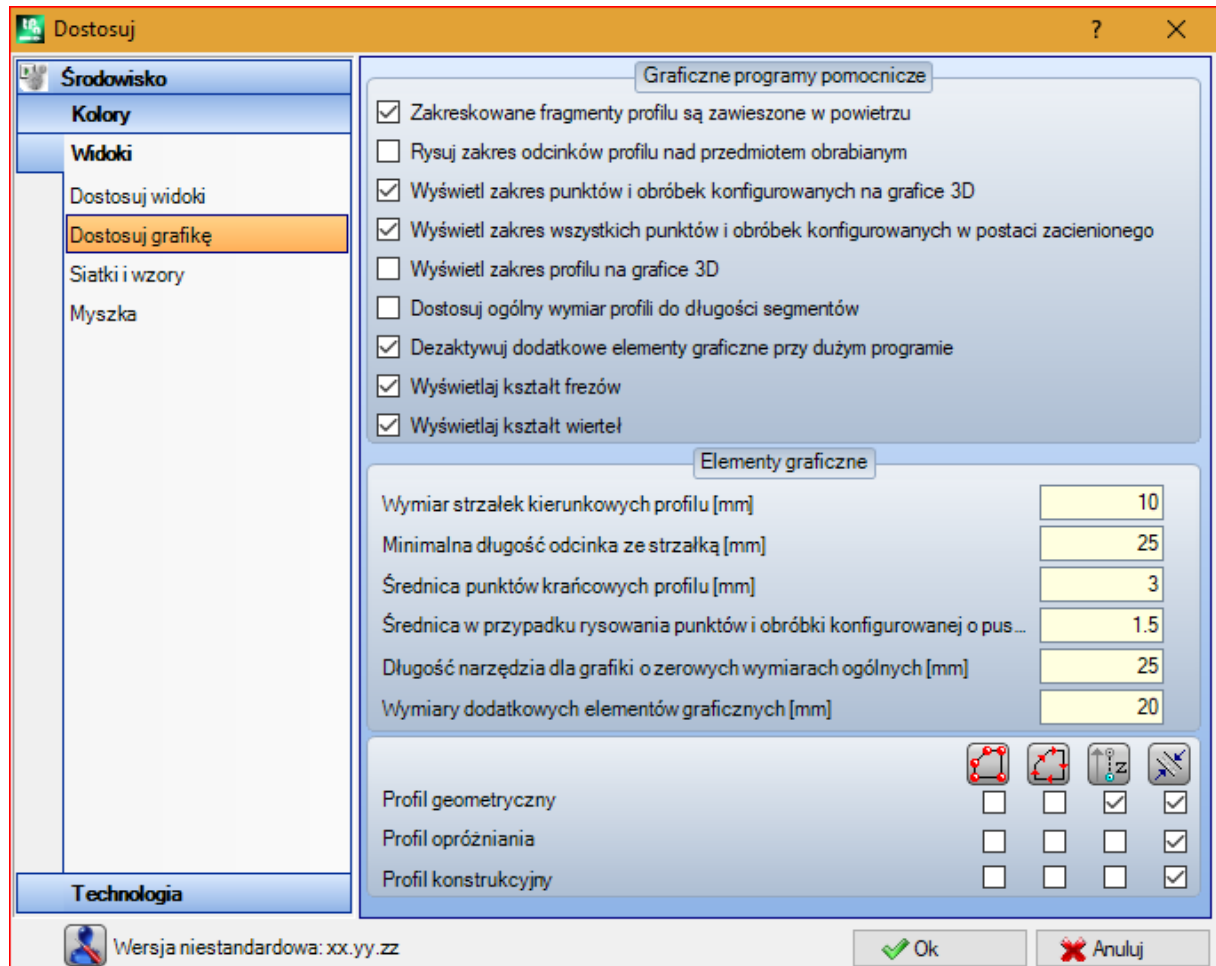 Dostosuj
?
Środowisko
Kolory
Widoki
Dostosuj widoki
Dostosuj grafikę
Siatki i wzory
Myszka
Technologia
Graficzne programy pomocnicze
Zakreskowane fragmenty profilu są zawieszone w powietrzu
Rysuj zakres odcinków profilu nad przedmiotem obrabianym
Wyświetl zakres punktów i obróbek konfigurowanych na grafice 3D
Wyświetl zakres wszystkich punktów i obróbek konfigurowanych w postaci zacienionego
Wyświetl zakres profilu na grafice 3D
Dostosuj ogólny wymiar profili do długości segmentów
Dezaktywuj dodatkowe elementy graficzne przy dużym programie
Wyświetlaj kształt frezów
Wyświetlaj kształt wierteł
Elementy graficzne
Wymiar strzałek kierunkowych profilu [mm] 10
Minimalna długość odcinka ze strzałką [mm] 25
Średnica punktów krańcowych profilu [mm] 3
Średnica w przypadku rysowania punktów i obróbki konfigurowanej o pus... 1.5
Długość narzędzia dla grafiki o zerowych wymiarach ogólnych [mm] 25
Wymiary dodatkowych elementów graficznych [mm] 20
z
Profil geometryczny
Profil opróżniania
Profil konstrukcyjny
Wersja niestandardowa: xx.yy.zz
Ok
Anuluj